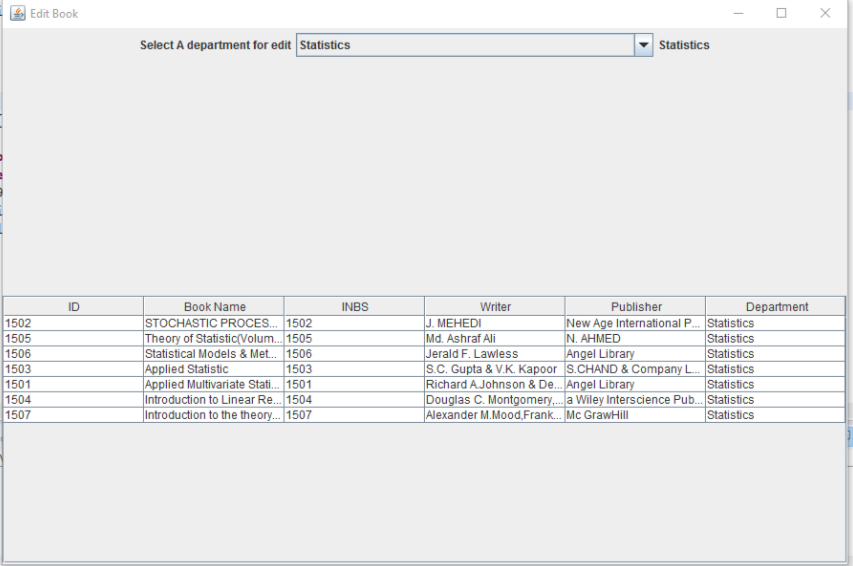 Edit Book
Select A department for edit Statistics Statistics
ID Book Name INBS Writer Publisher Department
1502 STOCHASTIC PROCES... 1502 J. MEHEDI New Age International P... Statistics
1505 Theory of Statistic(Volum... 1505 Md. Ashraf Ali N. AHMED Statistics
1506 Statistical Models & Met... 1506 Jerald F. Lawless Angel Library Statistics
1503 Applied Statistic 1503 S.C. Gupta & V.K. Kapoor S.CHAND & Company L... Statistics
1501 Applied Multivariate Stati... 1501 Richard A.Johnson & De... Angel Library Statistics
1504 Introduction to Linear Re... 1504 Douglas C. Montgomery,... a Wiley Interscience Pub... Statistics
1507 Introduction to the theory... 1507 Alexander M.Mood,Frank... Mc GrawHill Statistics